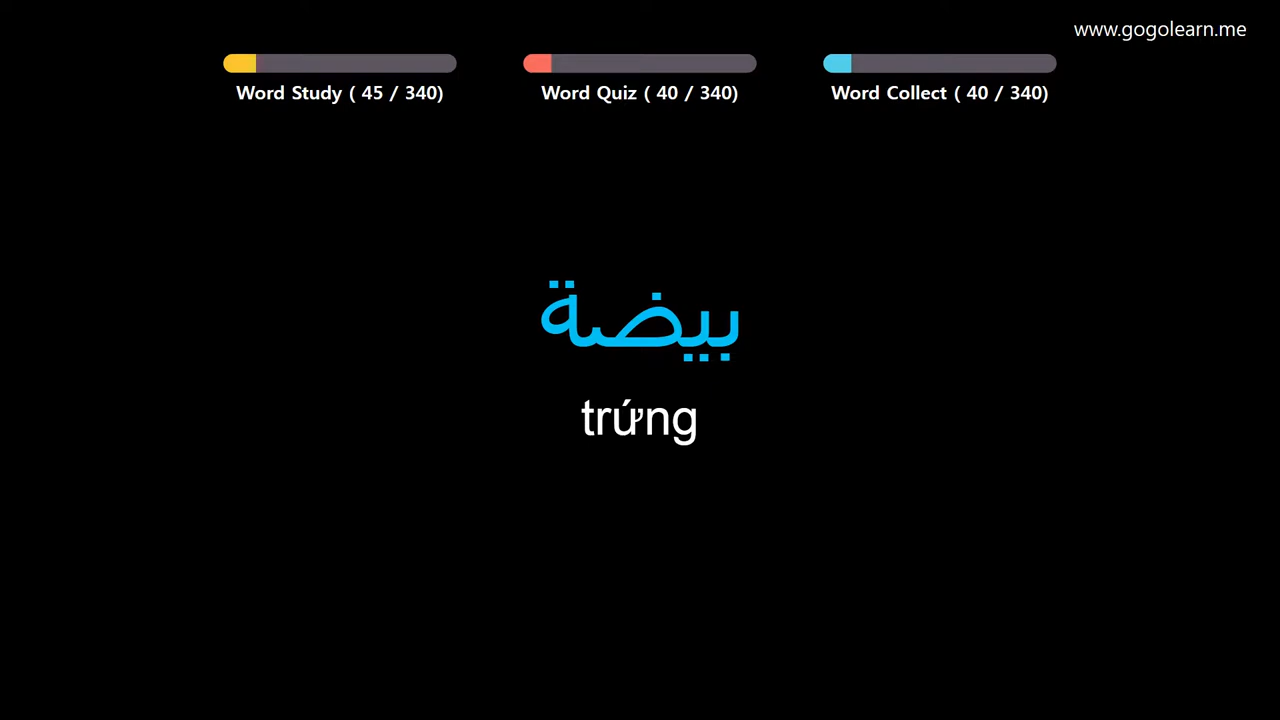 www.gogolearn.me
Word Study ( 45 / 340)
Word Quiz ( 40 / 340)
Word Collect ( 40 / 340)
بيضة
trứng